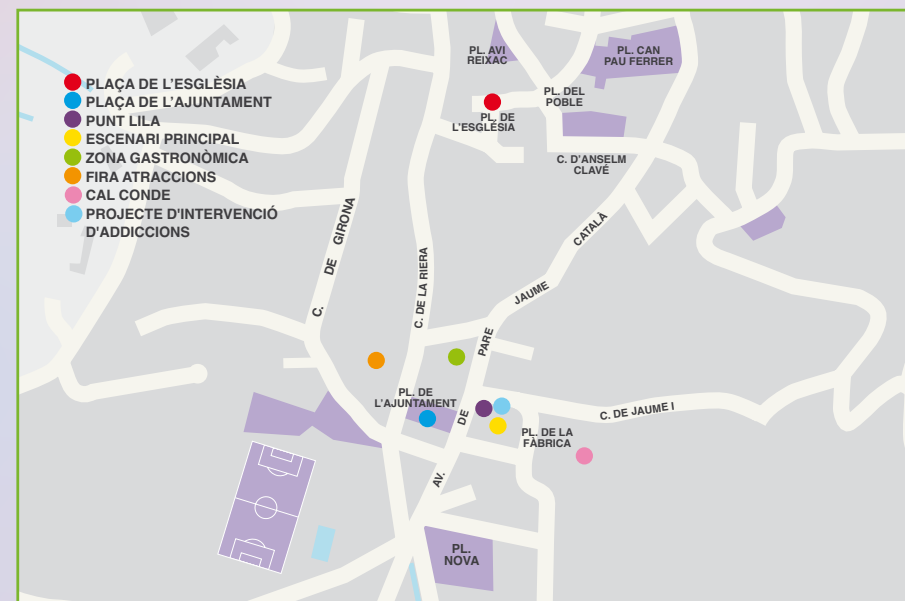 PLAÇA DE L'ESGLÈSIA
PLAÇA DE L'AJUNTAMENT
PUNT LILA
ESCENARI PRINCIPAL
ZONA GASTRONÒMICA
FIRA ATRACCIONS
CAL CONDE
PROJECTE D'INTERVENCIÓ
D'ADDICCIONS
PL. AVI
REIXAC
PL. CAN
PAU FERRER
PL. DEL
POBLE
PL. DE
L'ESGLÉSIA
C. D'ANSELM
CLAVÉ
C. DE GIRONA
C. DE LA RIERA
AV. DE PARE JAUME CATALÀ
PL. DE
L'AJUNTAMENT
C. DE JAUME I
PL. DE LA
FÀBRICA
PL.
NOVA